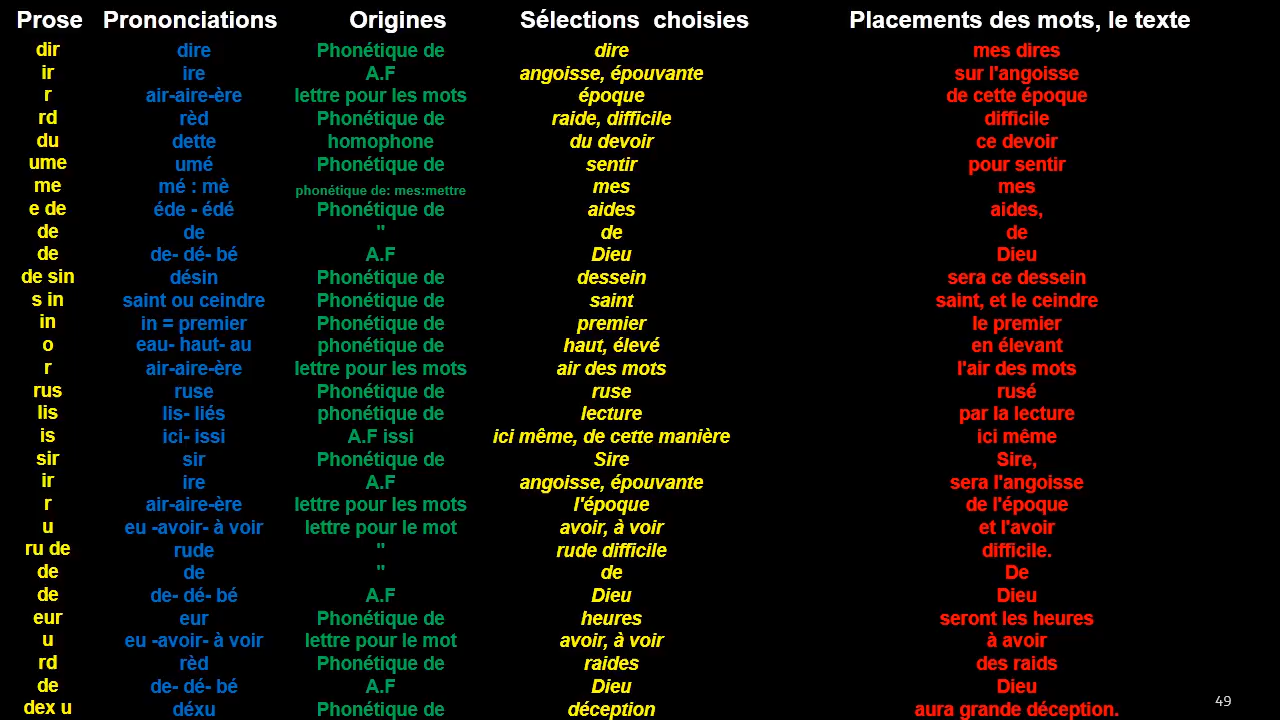 Prose Prononciations Origines Sélections choisies Placements des mots, le texte
dir dire Phonétique de dire mes dires
ir ire A.F angoisse, épouvante sur l'angoisse
r air-aire-ère lettre pour les mots époque de cette époque
rd rèd Phonétique de raide, difficile difficile
du dette homophone du devoir ce devoir
ume umé Phonétique de sentir pour sentir
me mé : mè phonétique de: mes:mettre mes mes
e de éde - édé Phonétique de aides aides,
de de " de de
de de- dé- bé A.F Dieu Dieu
de sin désin Phonétique de dessein sera ce dessein
s in saint ou ceindre Phonétique de saint saint, et le ceindre
in in = premier Phonétique de premier le premier
o eau- haut- au phonétique de haut, élevé en élevant
r air-aire-ère lettre pour les mots air des mots l'air des mots
rus ruse Phonétique de ruse rusé
lis lis- liés phonétique de lecture par la lecture
is ici- issi A.F issi ici même, de cette manière ici même
sir sir Phonétique de Sire Sire,
ir ire A.F angoisse, épouvante sera l'angoisse
r air-aire-ère lettre pour les mots l'époque de l'époque
u eu -avoir- à voir lettre pour le mot avoir, à voir et l'avoir
ru de rude " rude difficile difficile.
de de " de De
de de- dé- bé A.F Dieu Dieu
eur eur Phonétique de heures seront les heures
u eu -avoir- à voir lettre pour le mot avoir, à voir à avoir
rd rèd Phonétique de raides des raids
de de- dé- bé A.F Dieu Dieu
dex u déxu Phonétique de déception aura grande déception.
49